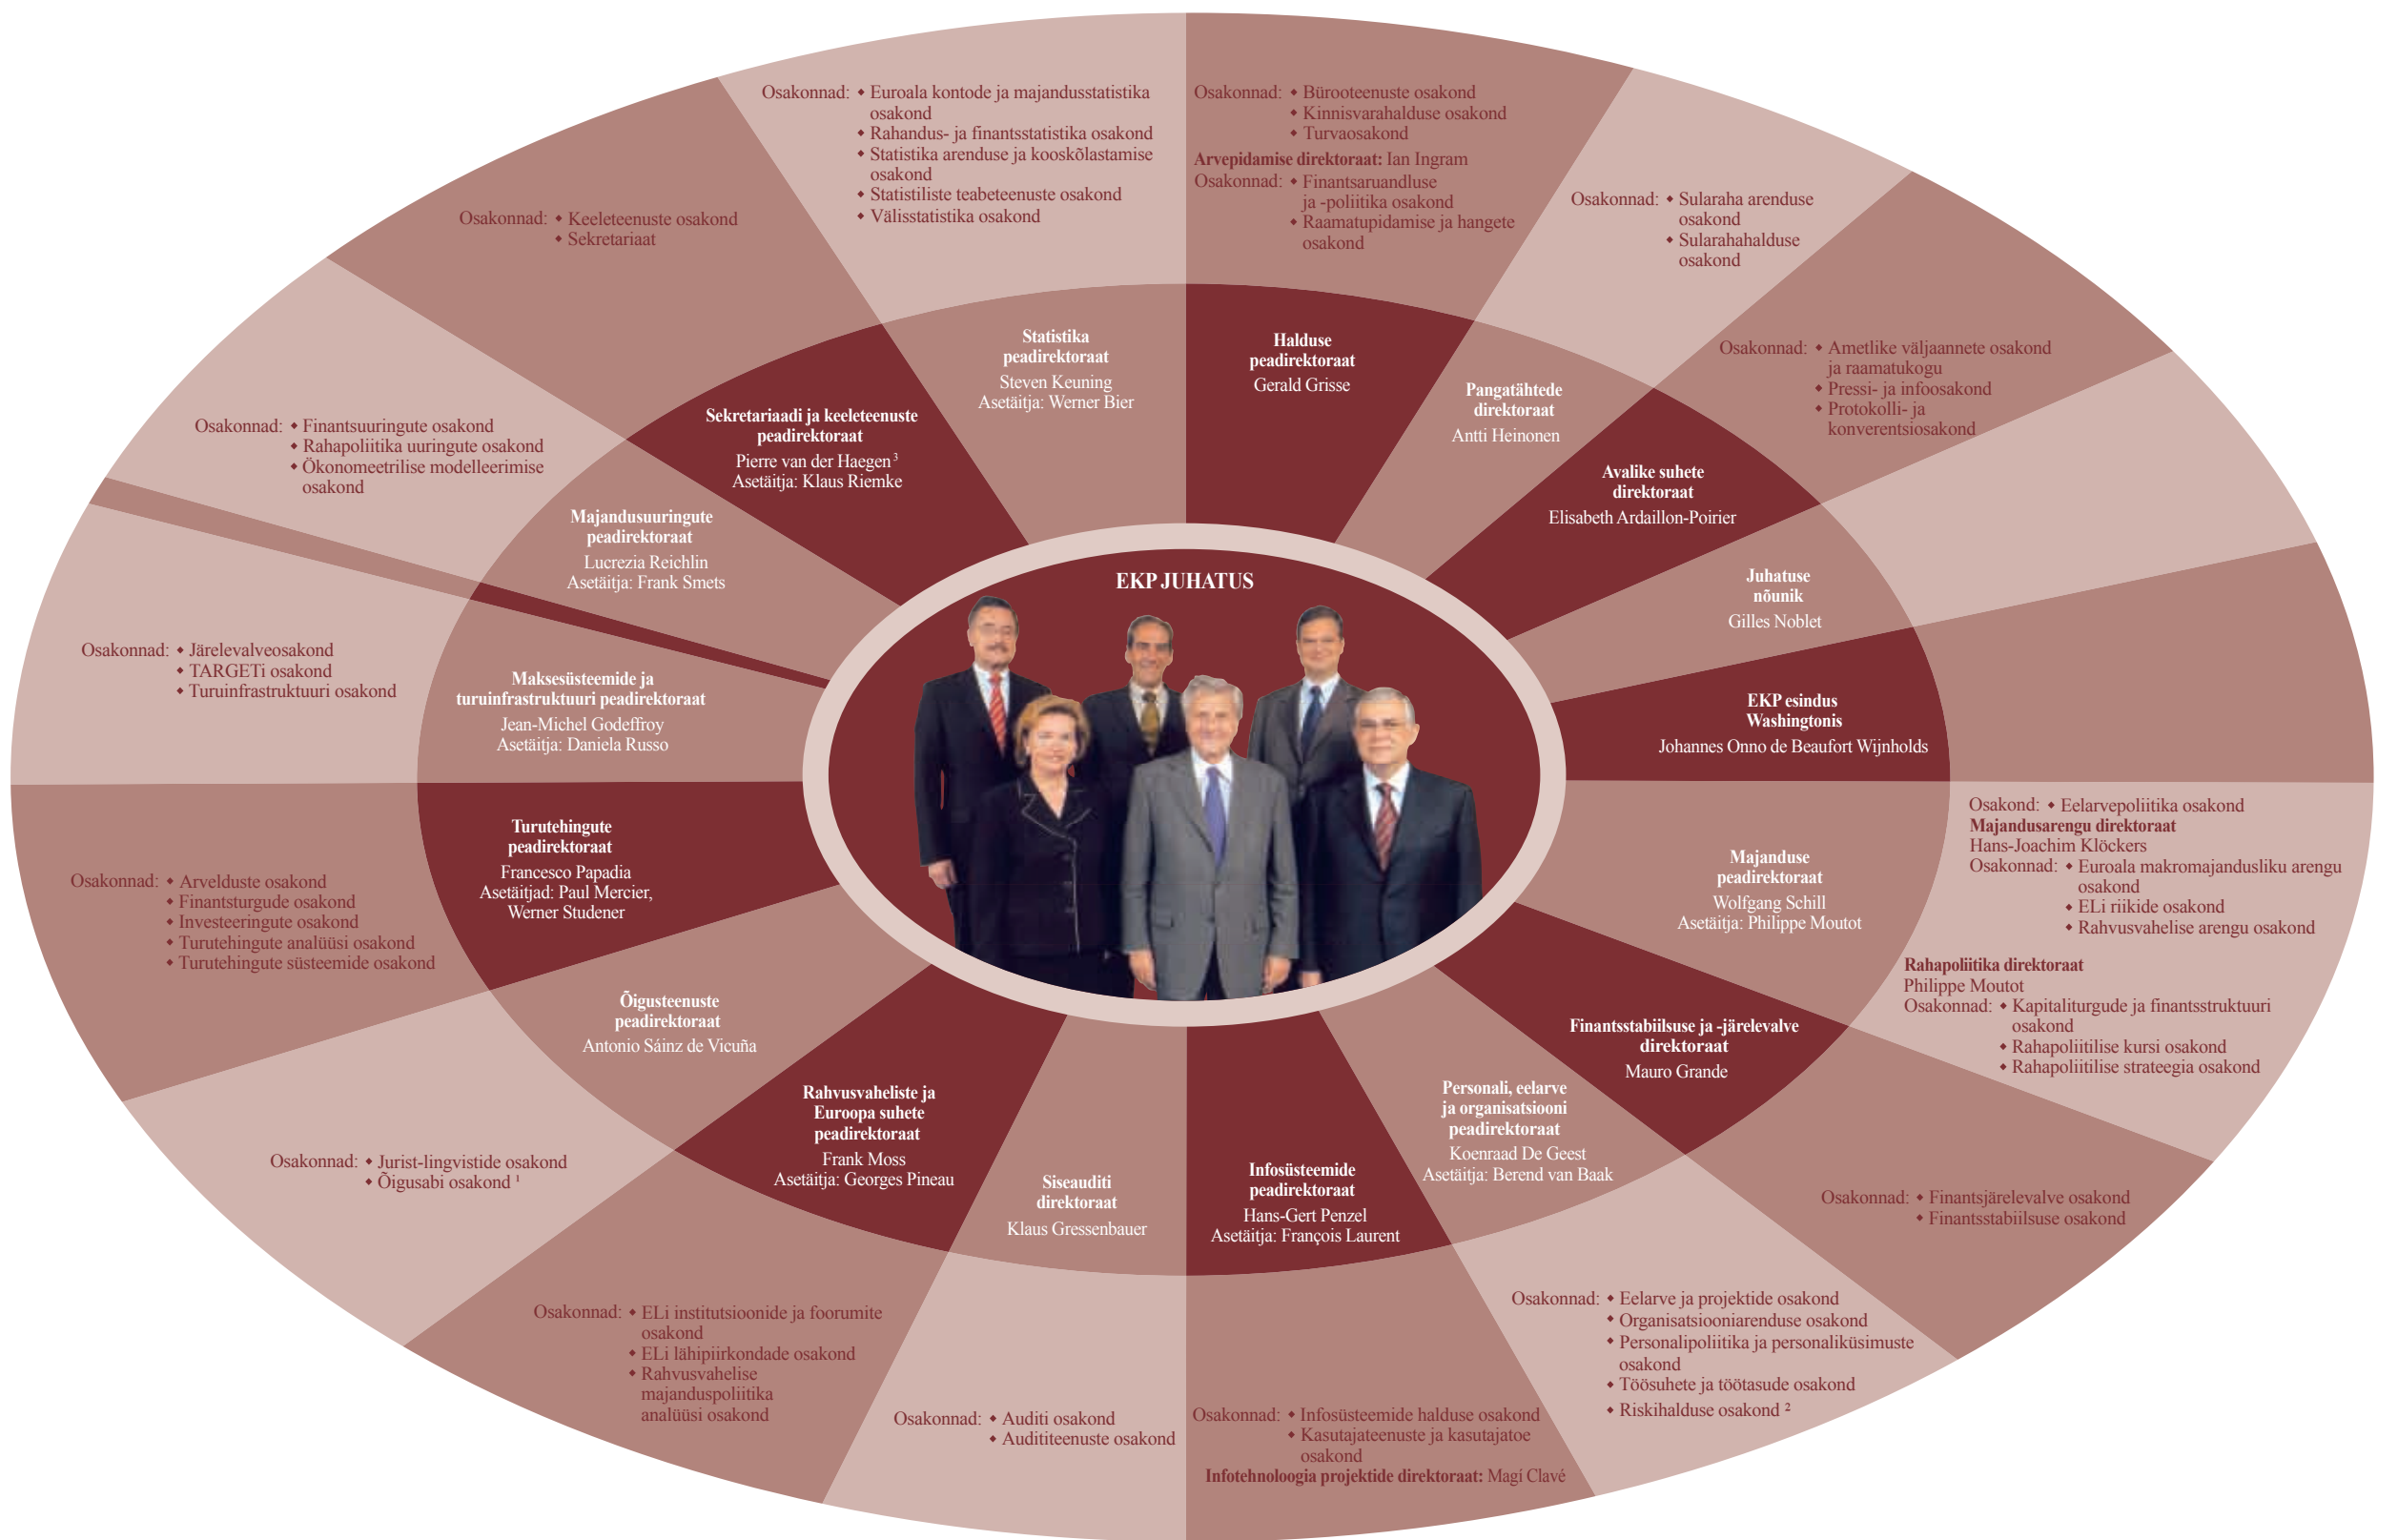 EKP JUHATUS
Osakonnad: ◆ Bürooteenuste osakond
◆ Kinnisvarahalduse osakond
◆ Turvaosakond
Arvepidamise direktoraat: Ian Ingram
Osakonnad: ◆ Finantsaruandluse
ja -poliitika osakond
◆ Raamatupidamise ja hangete
osakond
Halduse
peadirektoraat
Gerald Grisse
Osakonnad: ◆ Sularaha arenduse
osakond
◆ Sularahahalduse
osakond
Pangatähtede
direktoraat
Antti Heinonen
Osakonnad: ◆ Ametlike väljaannete osakond
ja raamatukogu
◆ Pressi- ja infoosakond
◆ Protokolli- ja
konverentsiosakond
Avalike suhete
direktoraat
Elisabeth Ardaillon-Poirier
Juhatuse
nõunik
Gilles Noblet
EKP esindus
Washingtonis
Johannes Onno de Beaufort Wijnholds
Majanduse
peadirektoraat
Wolfgang Schill
Asetäitja: Philippe Moutot
Osakond: ◆ Eelarvepoliitika osakond
Majandusarengu direktoraat
Hans-Joachim Klöckers
Osakonnad: ◆ Euroala makromajandusliku arengu
osakond
◆ ELi riikide osakond
◆ Rahvusvahelise arengu osakond
Rahapoliitika direktoraat
Philippe Moutot
Osakonnad: ◆ Kapitaliturgude ja finantsstruktuuri
osakond
◆ Rahapoliitilise kursi osakond
◆ Rahapoliitilise strateegia osakond
Finantsstabiilsuse ja -järelevalve
direktoraat
Mauro Grande
Osakonnad: ◆ Finantsjärelevalve osakond
◆ Finantsstabiilsuse osakond
Personali, eelarve
ja organisatsiooni
peadirektoraat
Koenraad De Geest
Asetäitja: Berend van Baak
Osakonnad: ◆ Eelarve ja projektide osakond
◆ Organisatsiooniarenduse osakond
◆ Personalipoliitika ja personaliküsimuste
osakond
◆ Töösuhete ja töötasude osakond
◆ Riskihalduse osakond ²
Infosüsteemide
peadirektoraat
Hans-Gert Penzel
Asetäitja: François Laurent
Osakonnad: ◆ Infosüsteemide halduse osakond
◆ Kasutajateenuste ja kasutajatoe
osakond
Infotehnoloogia projektide direktoraat: Magí Clavé
Siseauditi
direktoraat
Klaus Gressenbauer
Osakonnad: ◆ Auditi osakond
◆ Audititeenuste osakond
Rahvusvaheliste ja
Euroopa suhete
peadirektoraat
Frank Moss
Asetäitja: Georges Pineau
Osakonnad: ◆ ELi institutsioonide ja foorumite
osakond
◆ ELi lähipiirkondade osakond
◆ Rahvusvahelise
majanduspoliitika
analüüsi osakond
Õigusteenuste
peadirektoraat
Antonio Sáinz de Vicuña
Osakonnad: ◆ Jurist-lingvistide osakond
◆ Õigusabi osakond ¹
Turutehingute
peadirektoraat
Francesco Papadia
Asetäitjad: Paul Mercier,
Werner Studener
Osakonnad: ◆ Arvelduste osakond
◆ Finantsturgude osakond
◆ Investeeringute osakond
◆ Turutehingute analüüsi osakond
◆ Turutehingute süsteemide osakond
Maksesüsteemide ja
turuinfrastruktuuri peadirektoraat
Jean-Michel Godeffroy
Asetäitja: Daniela Russo
Osakonnad: ◆ Järelevalveosakond
◆ TARGETi osakond
◆ Turuinfrastruktuuri osakond
Majandusuuringute
peadirektoraat
Lucrezia Reichlin
Asetäitja: Frank Smets
Osakonnad: ◆ Finantsuuringute osakond
◆ Rahapoliitika uuringute osakond
◆ Ökonomeetrilise modelleerimise
osakond
Sekretariaadi ja keeleteenuste
peadirektoraat
Pierre van der Haegen ³
Asetäitja: Klaus Riemke
Osakonnad: ◆ Keeleteenuste osakond
◆ Sekretariaat
Statistika
peadirektoraat
Steven Keuning
Asetäitja: Werner Bier
Osakonnad: ◆ Euroala kontode ja majandusstatistika
osakond
◆ Rahandus- ja finantsstatistika osakond
◆ Statistika arenduse ja kooskõlastamise
osakond
◆ Statistiliste teabeteenuste osakond
◆ Välisstatistika osakond